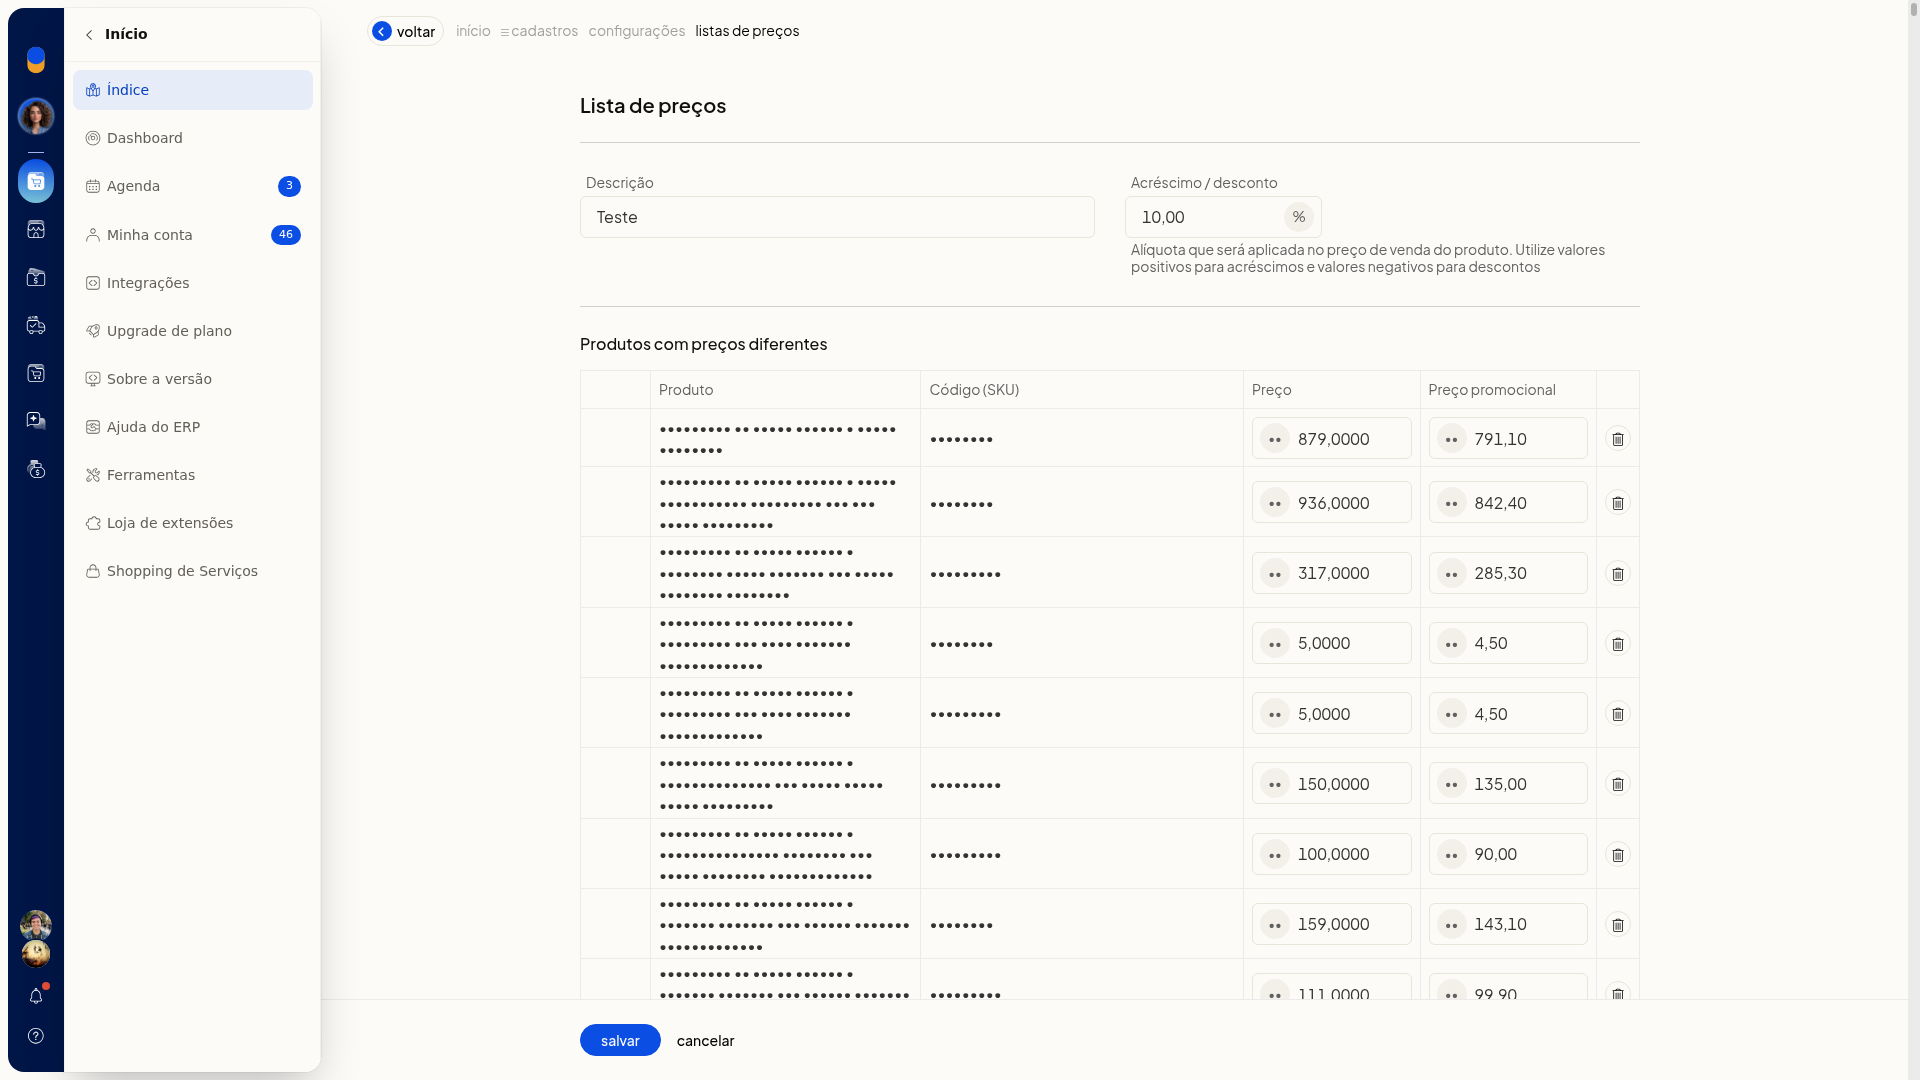 Início
Índice
Dashboard
Agenda
3
Minha conta
46
Integrações
Upgrade de plano
Sobre a versão
Ajuda do ERP
Ferramentas
Loja de extensões
Shopping de Serviços
voltar
início
cadastros
configurações
listas de preços
Lista de preços
Descrição
Teste
Acréscimo / desconto
10,00
%
Alíquota que será aplicada no preço de venda do produto. Utilize valores
positivos para acréscimos e valores negativos para descontos
Produtos com preços diferentes
Produto
Código (SKU)
Preço
Preço promocional
879,0000
791,10
936,0000
842,40
317,0000
285,30
5,0000
4,50
5,0000
4,50
150,0000
135,00
100,0000
90,00
159,0000
143,10
111,0000
99,90
salvar
cancelar